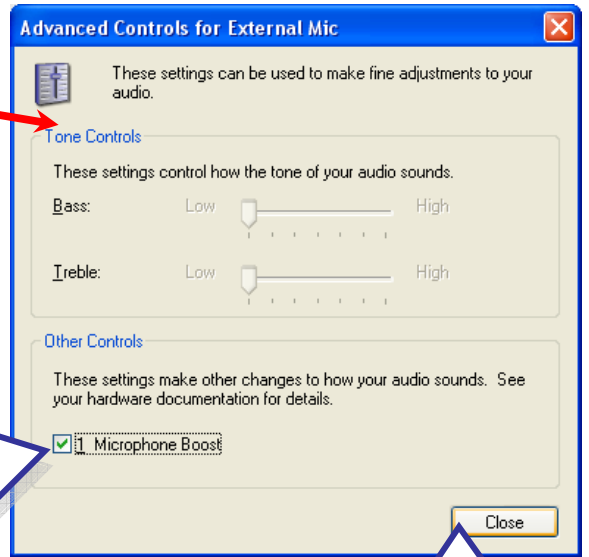 Advanced Controls for External Mic
These settings can be used to make fine adjustments to your
audio.
Tone Controls
These settings control how the tone of your audio sounds.
Bass: Low High
Treble: Low High
Other Controls
These settings make other changes to how your audio sounds. See
your hardware documentation for details.
1 Microphone Boost
Close